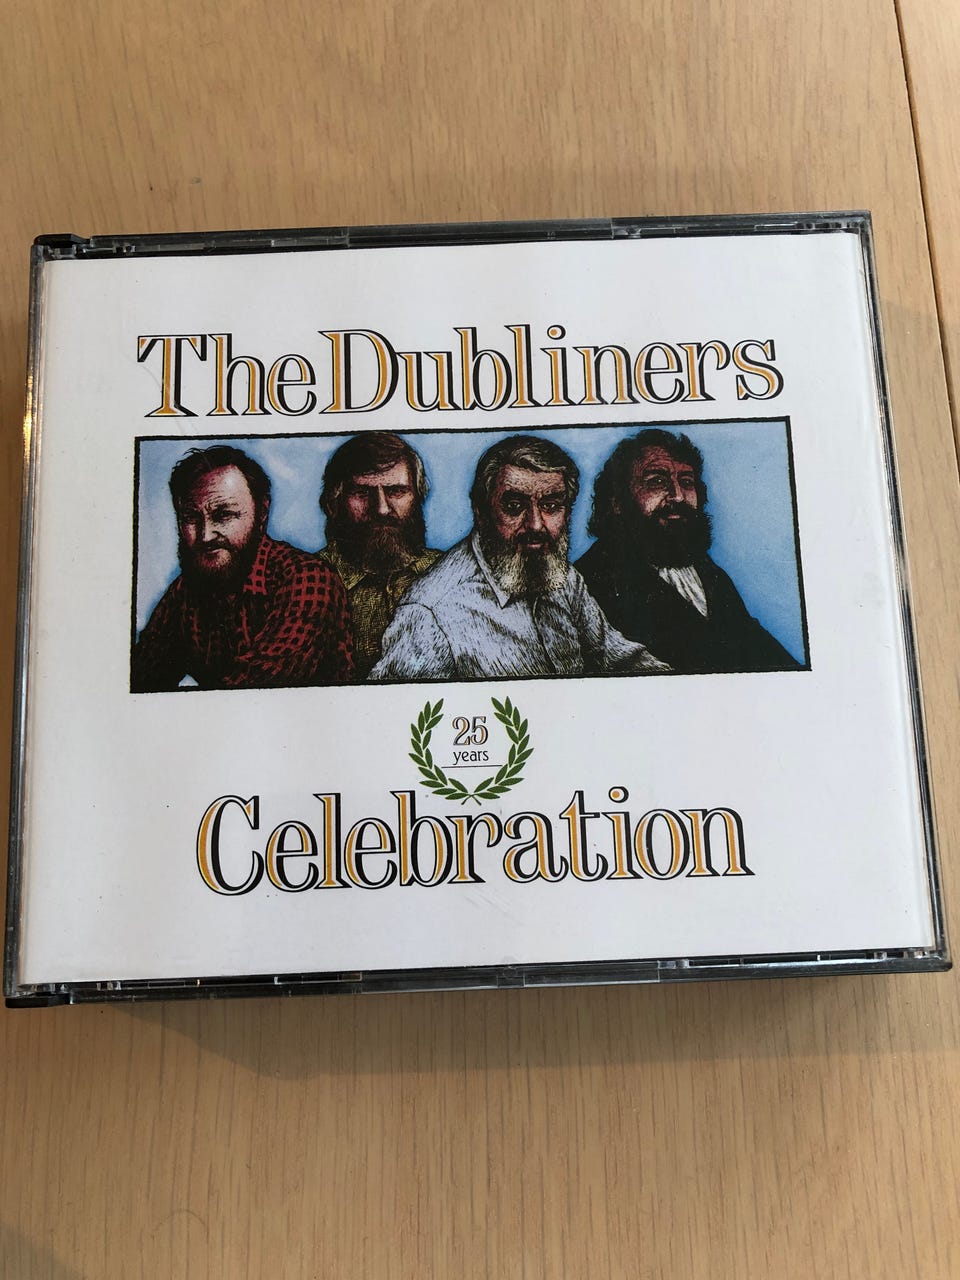 The Dubliners
25
years
Celebration